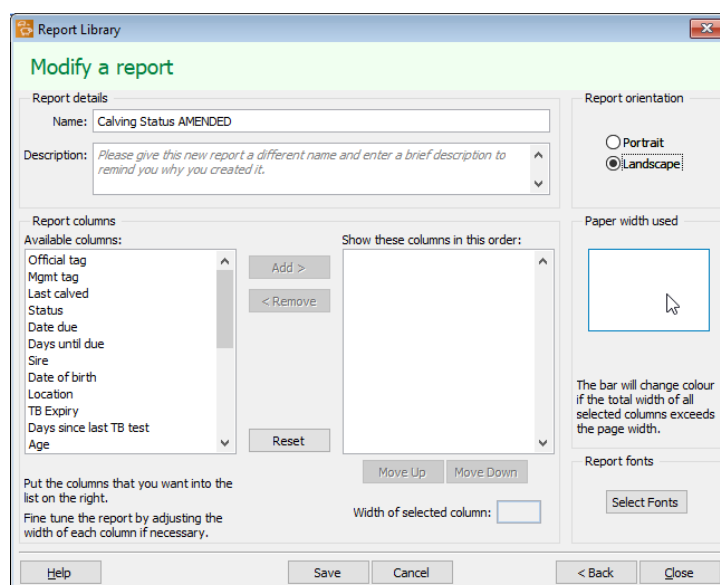 Report Library
Modify a report
Report details
Name: Calving Status AMENDED
Description: Please give this new report a different name and enter a brief description to
remind you why you created it.
Report orientation
Portrait
Landscape
Report columns
Available columns:
Official tag
Mgmt tag
Last calved
Status
Date due
Days until due
Sire
Date of birth
Location
TB Expiry
Days since last TB test
Age
Add >
< Remove
Reset
Show these columns in this order:
Move Up Move Down
Width of selected column:
Put the columns that you want into the
list on the right.
Fine tune the report by adjusting the
width of each column if necessary.
Paper width used
The bar will change colour
if the total width of all
selected columns exceeds
the page width.
Report fonts
Select Fonts
Help Save Cancel < Back Close